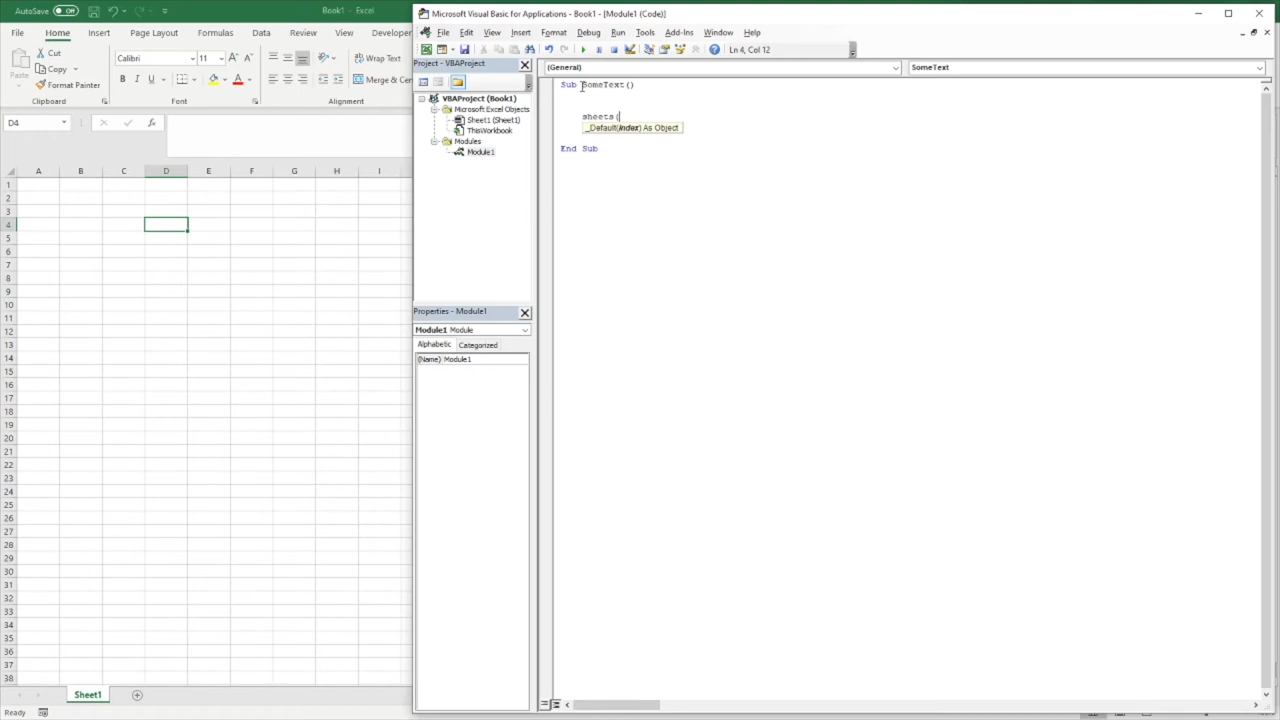 AutoSave Off
Book1 - Excel
File Home Insert Page Layout Formulas Data Review View Developer
Cut
Copy
Format Painter
Paste
Clipboard
Calibri 11
B I U
Font
Wrap Text
Merge & Cen
Alignment
D4
fx
A B C D E F G H I
1
2
3
4
5
6
7
8
9
10
11
12
13
14
15
16
17
18
19
20
21
22
23
24
25
26
27
28
29
30
31
32
33
34
35
36
37
38
Sheet1
Ready
Microsoft Visual Basic for Applications - Book1 - [Module1 (Code)]
File Edit View Insert Format Debug Run Tools Add-Ins Window Help
Ln 4, Col 12
Project - VBAProject
VBAProject (Book1)
Microsoft Excel Objects
Sheet1 (Sheet1)
ThisWorkbook
Modules
Module1
Properties - Module1
Module1 Module
Alphabetic Categorized
(Name) Module1
(General)
SomeText
Sub SomeText()
sheets(
_Default(Index) As Object
End Sub